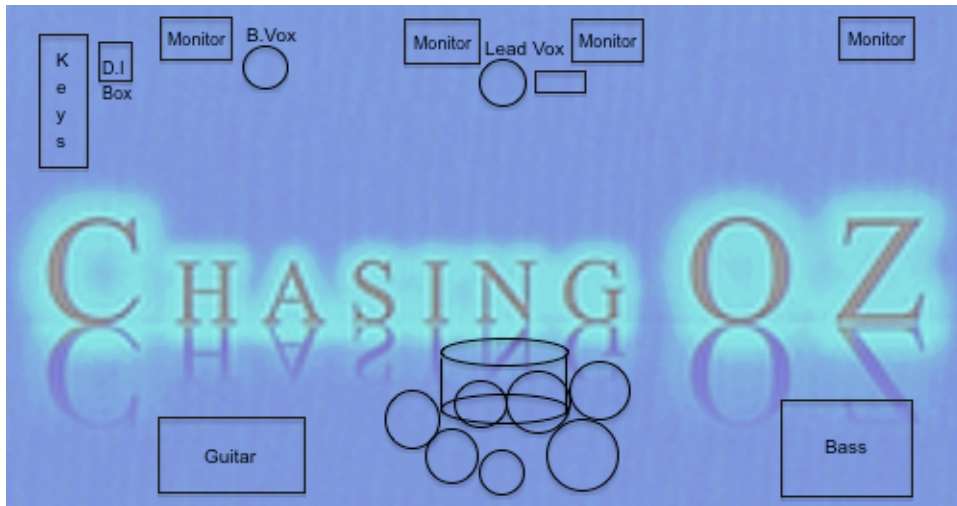 Keys
D.I
Box
Monitor
B.Vox
Monitor
Lead Vox
Monitor
Monitor
CHASING OZ
Guitar
Bass